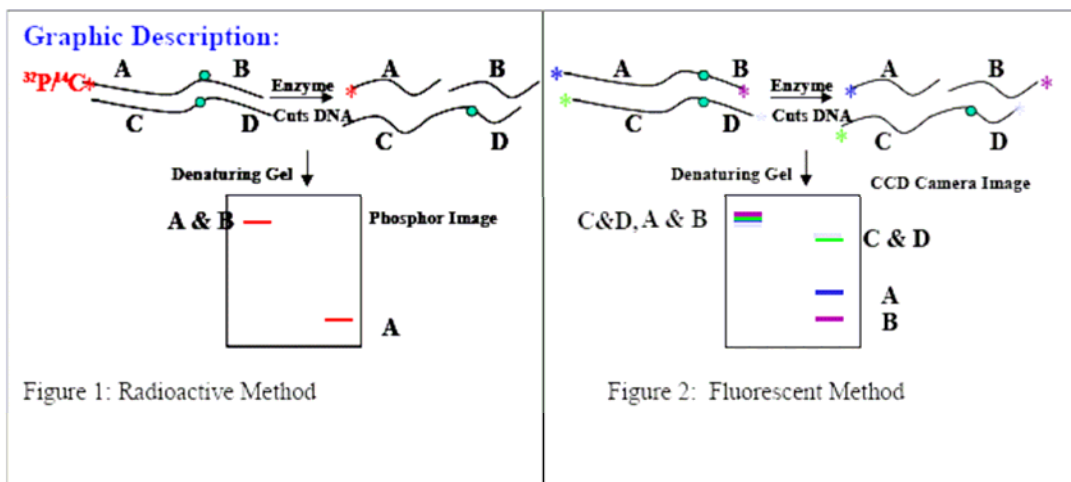 Graphic Description:
³²P/¹⁴C* A B
C D
Enzyme
Cuts DNA
A B
C D
Denaturing Gel
A & B
Phosphor Image
A
Figure 1: Radioactive Method
* A B *
* C D *
Enzyme
Cuts DNA
* A B *
* C D *
Denaturing Gel
CCD Camera Image
C&D, A & B
C & D
A
B
Figure 2: Fluorescent Method